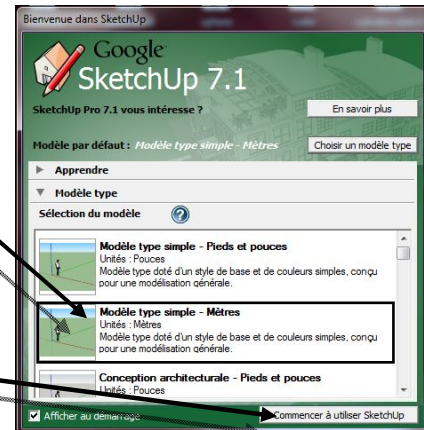 Bienvenue dans SketchUp
Google
SketchUp 7.1
SketchUp Pro 7.1 vous intéresse ?
En savoir plus
Modèle par défaut : Modèle type simple - Mètres
Choisir un modèle type
Apprendre
Modèle type
Sélection du modèle
Modèle type simple - Pieds et pouces
Unités : Pouces
Modèle type doté d'un style de base et de couleurs simples, conçu
pour une modélisation générale.
Modèle type simple - Mètres
Unités : Mètres
Modèle type doté d'un style de base et de couleurs simples, conçu
pour une modélisation générale.
Conception architecturale - Pieds et pouces
Unités : Pouces
Afficher au démarrage
Commencer à utiliser SketchUp